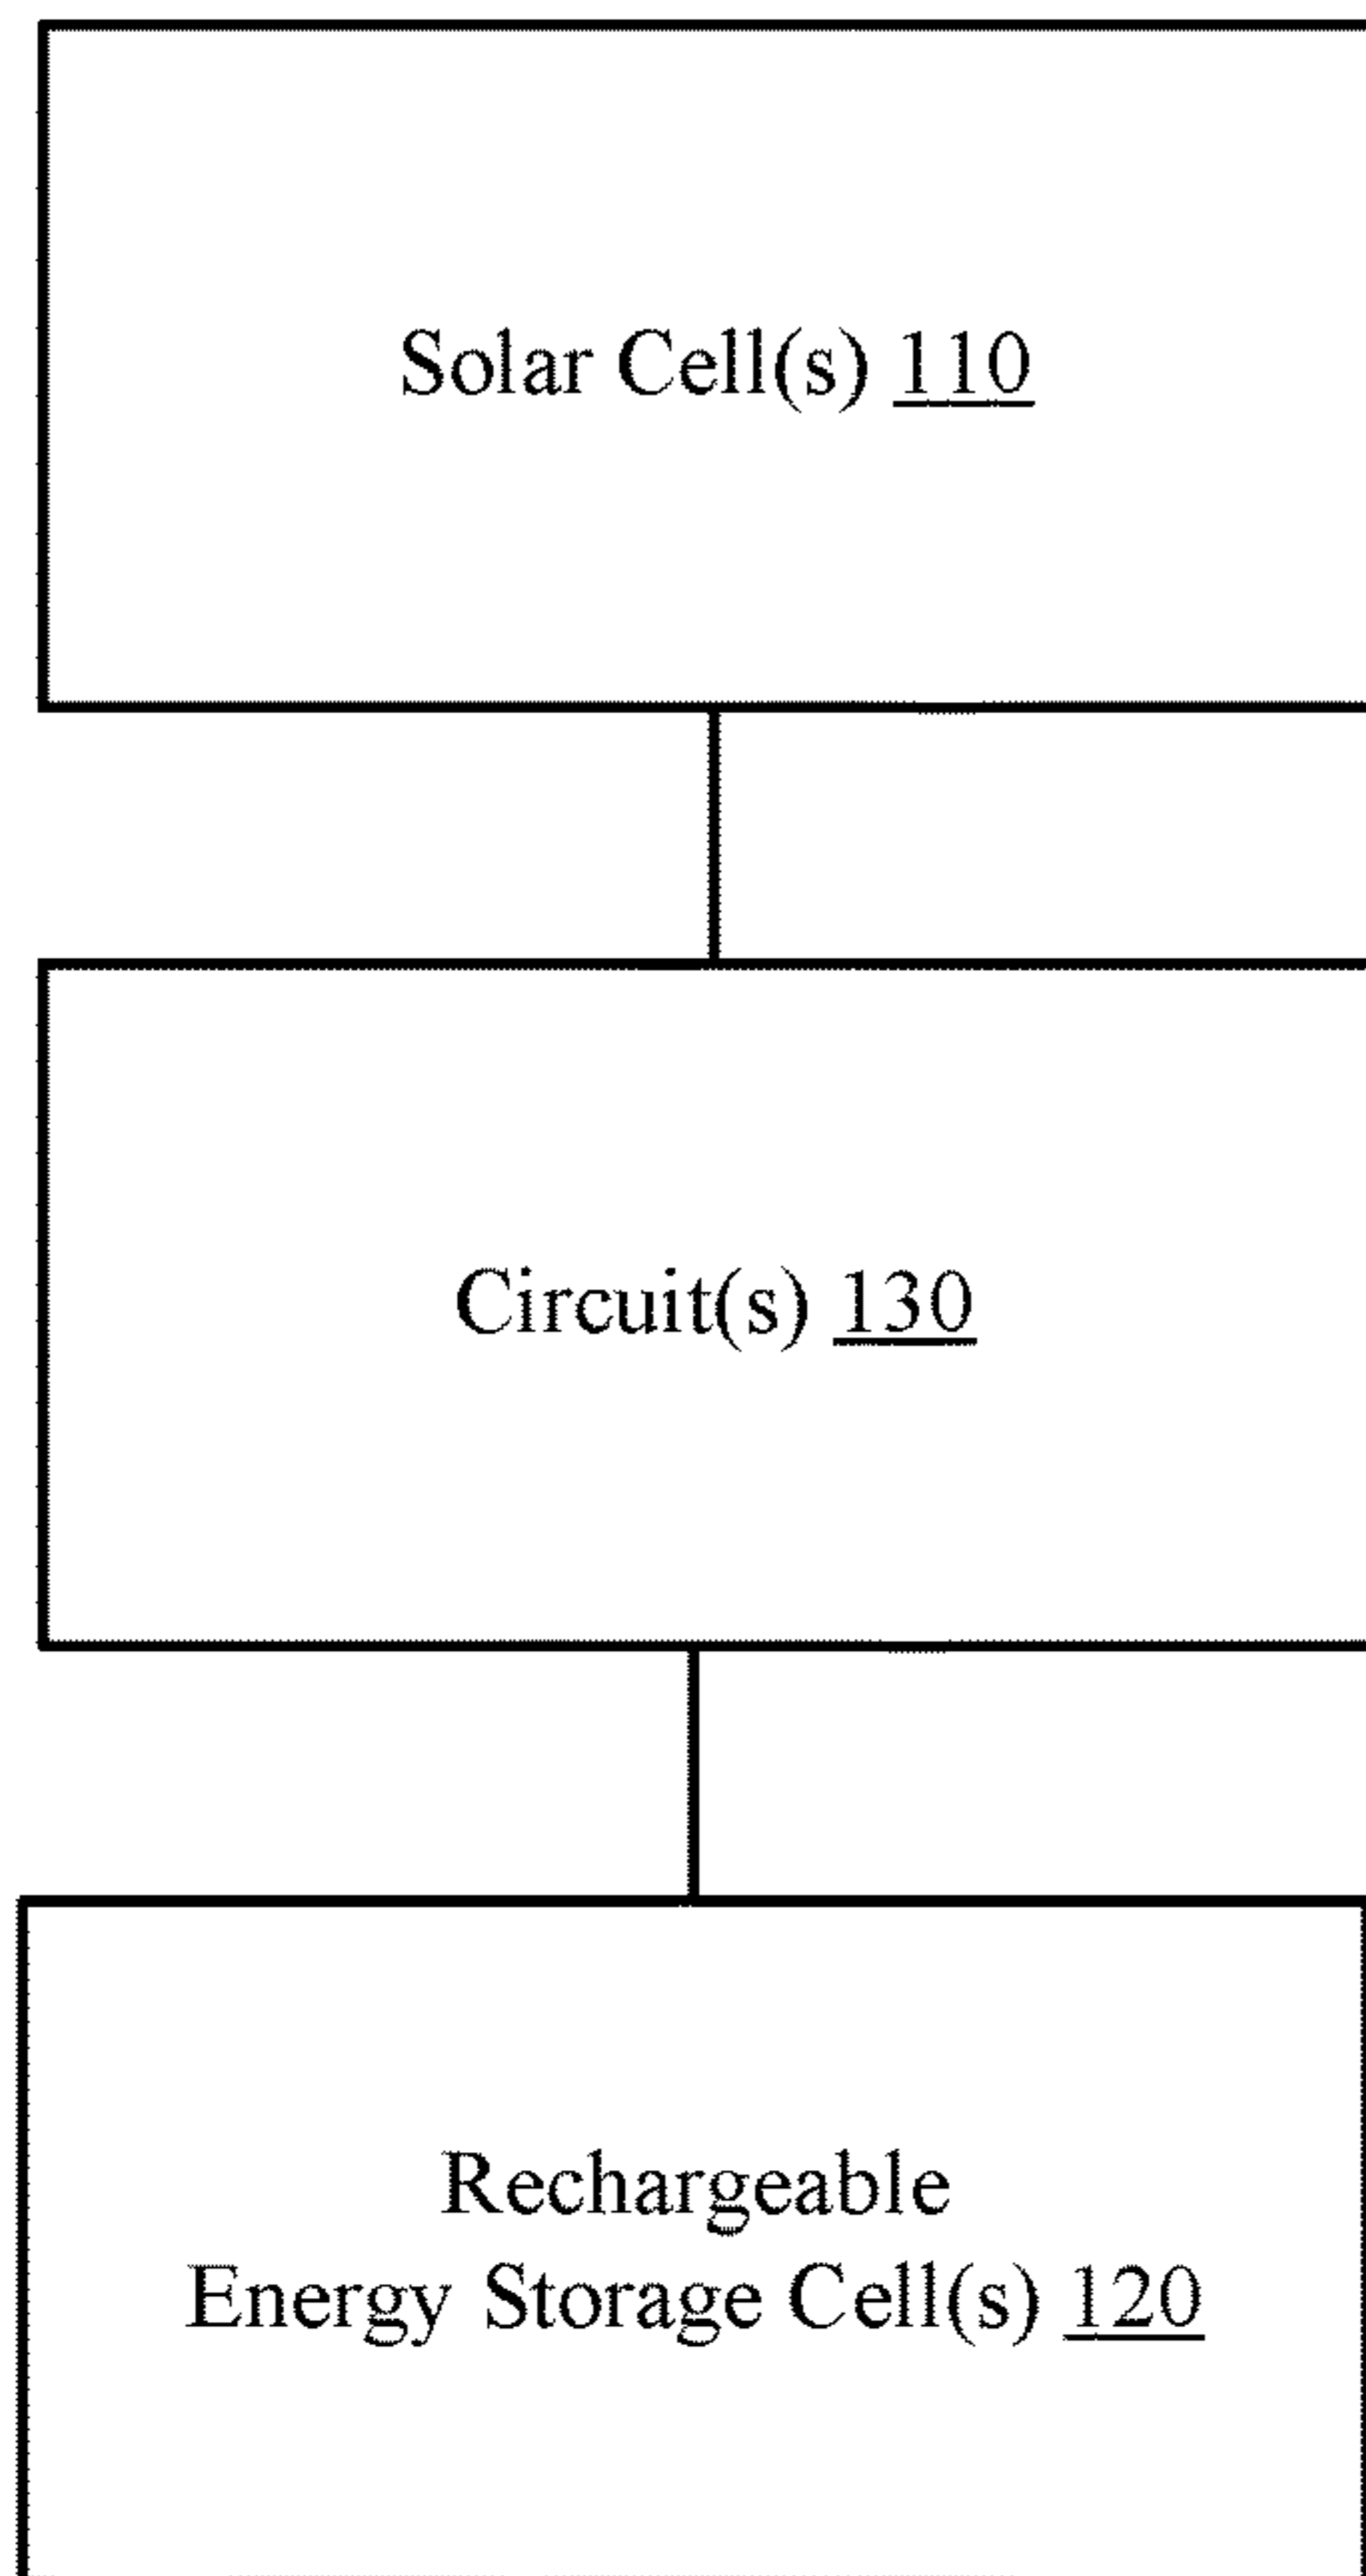 Solar Cell(s) 110
Circuit(s) 130
Rechargeable
Energy Storage Cell(s) 120